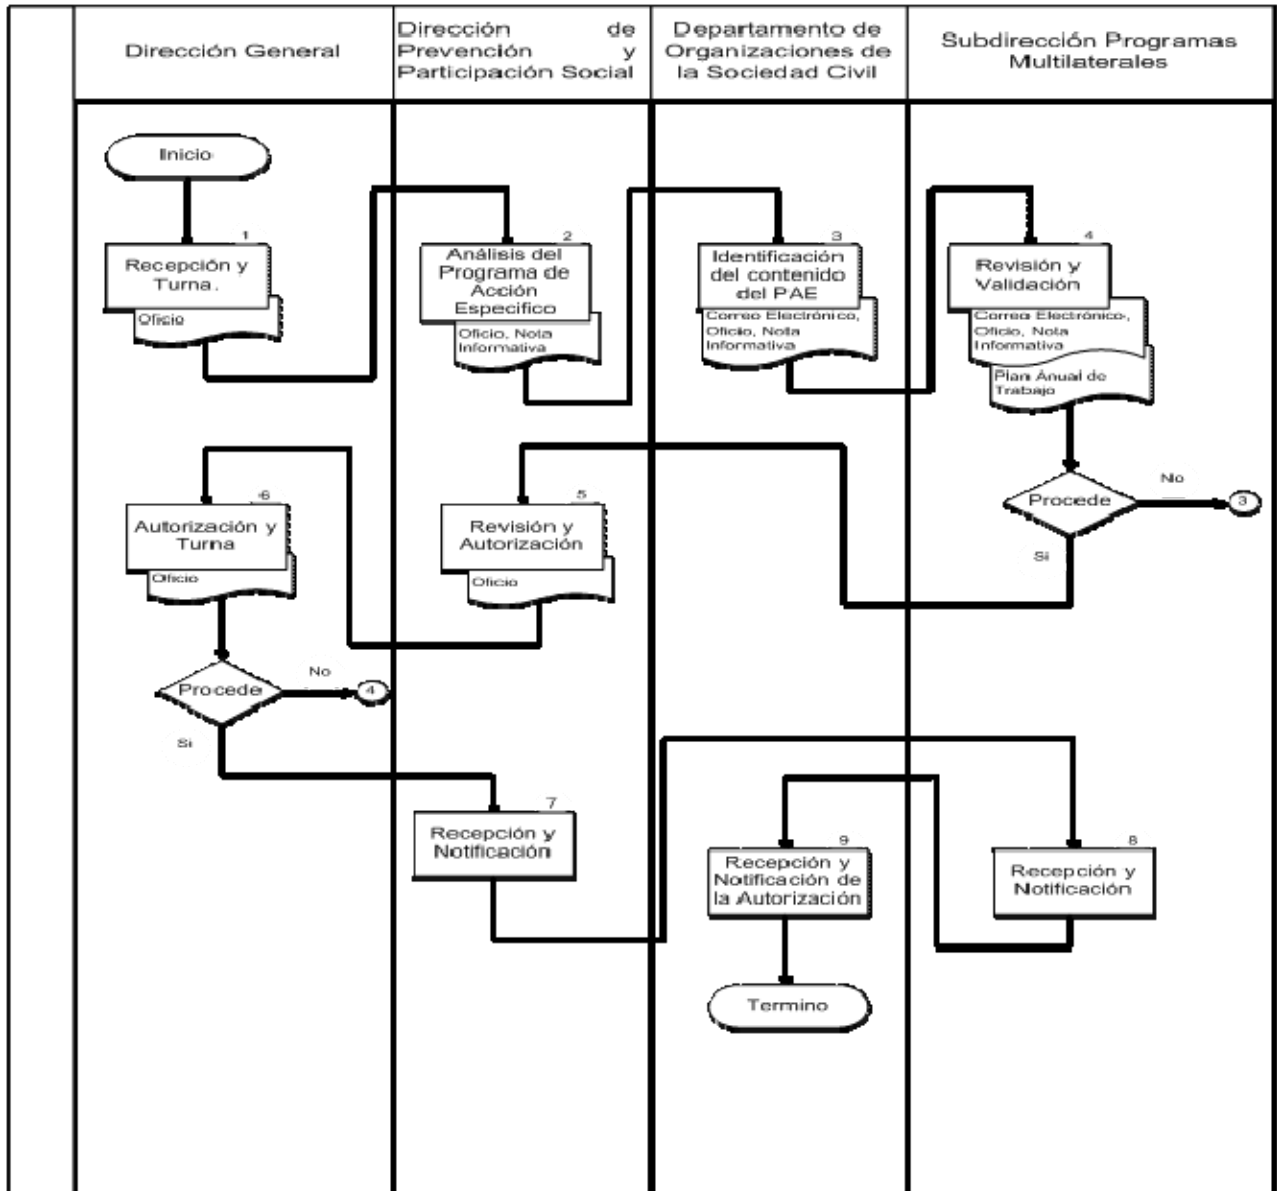 Dirección General
Dirección de
Prevención y
Participación Social
Departamento de
Organizaciones de
la Sociedad Civil
Subdirección Programas
Multilaterales
Inicio
1
Recepción y
Turna.
Oficio
2
Análisis del
Programa de
Acción
Especifico
Oficio, Nota
Informativa
3
Identificación
del contenido
del PAE
Correo Electrónico,
Oficio, Nota
Informativa
4
Revisión y
Validación
Correo Electrónico,
Oficio, Nota
Informativa
Plan Anual de
Trabajo
Procede
No
3
Si
5
Revisión y
Autorización
Oficio
6
Autorización y
Turna
Oficio
Procede
No
4
Si
7
Recepción y
Notificación
8
Recepción y
Notificación
9
Recepción y
Notificación de
la Autorización
Termino